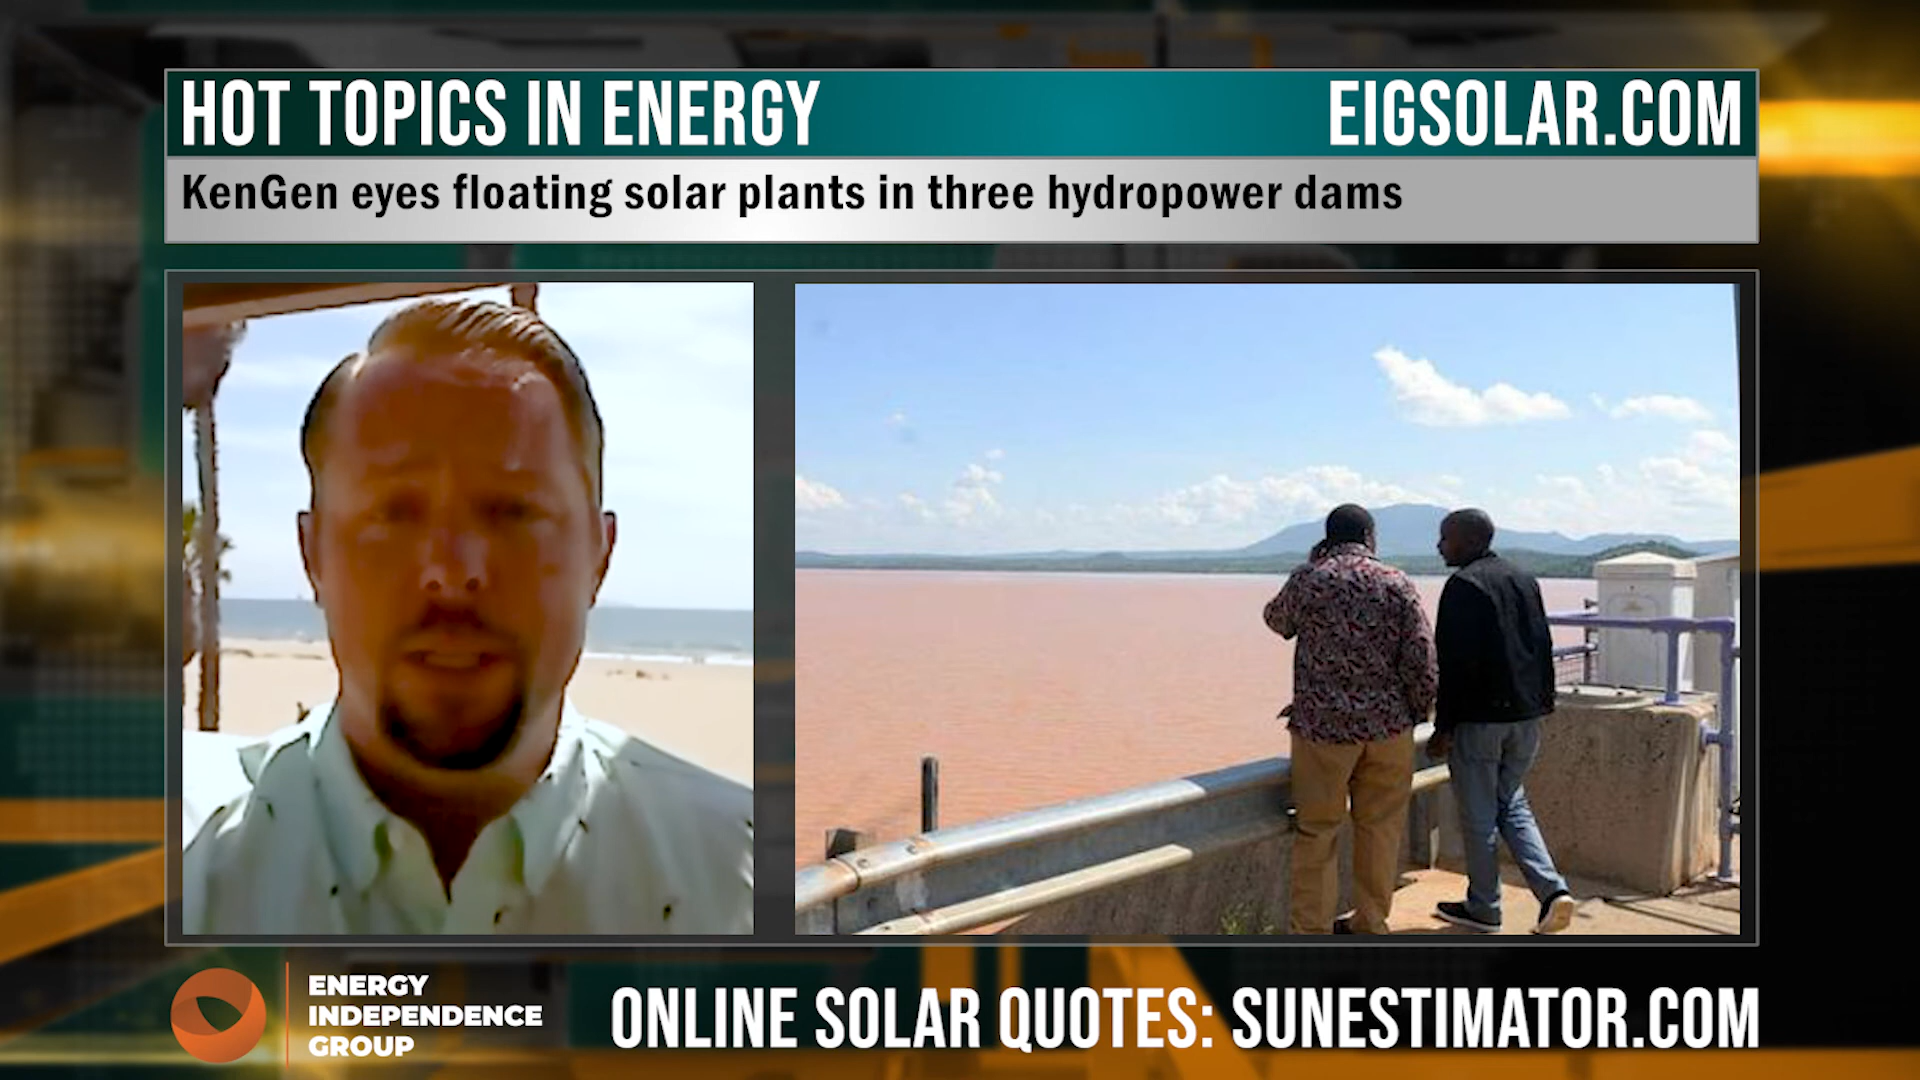 HOT TOPICS IN ENERGY
EIGSOLAR.COM
KenGen eyes floating solar plants in three hydropower dams
ENERGY
INDEPENDENCE
GROUP
ONLINE SOLAR QUOTES: SUNESTIMATOR.COM